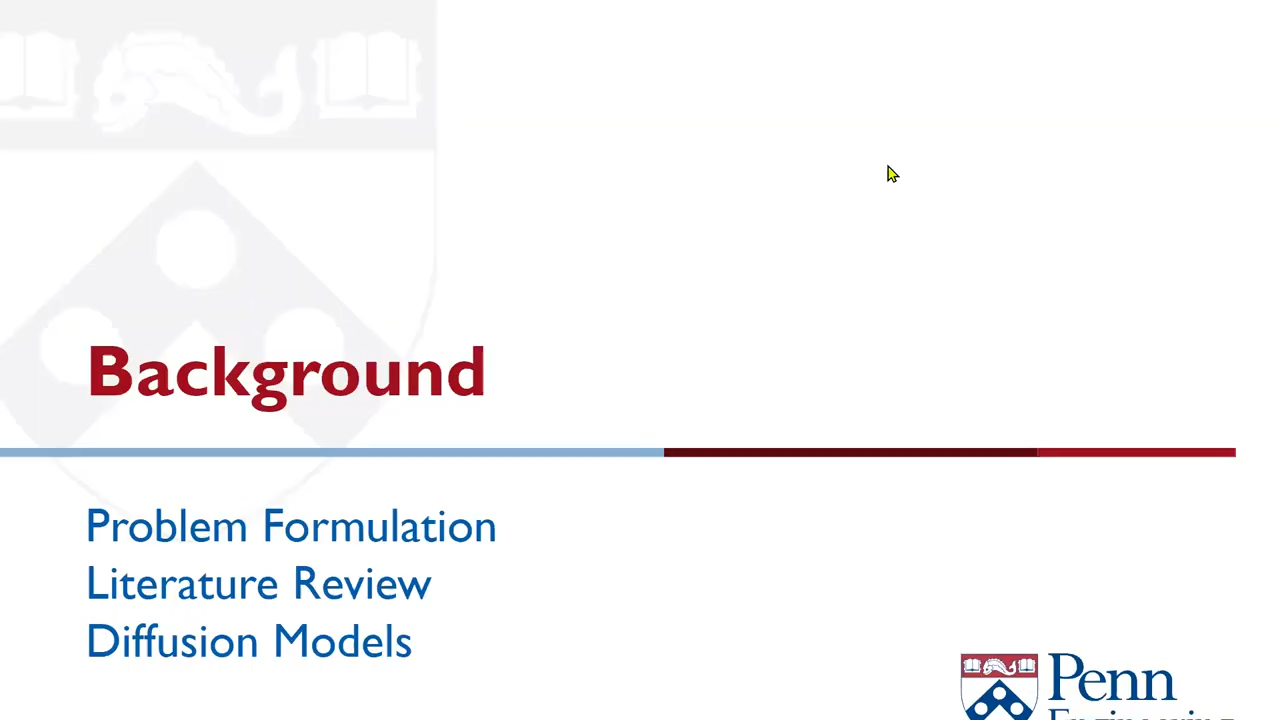 Background
Problem Formulation
Literature Review
Diffusion Models
Penn